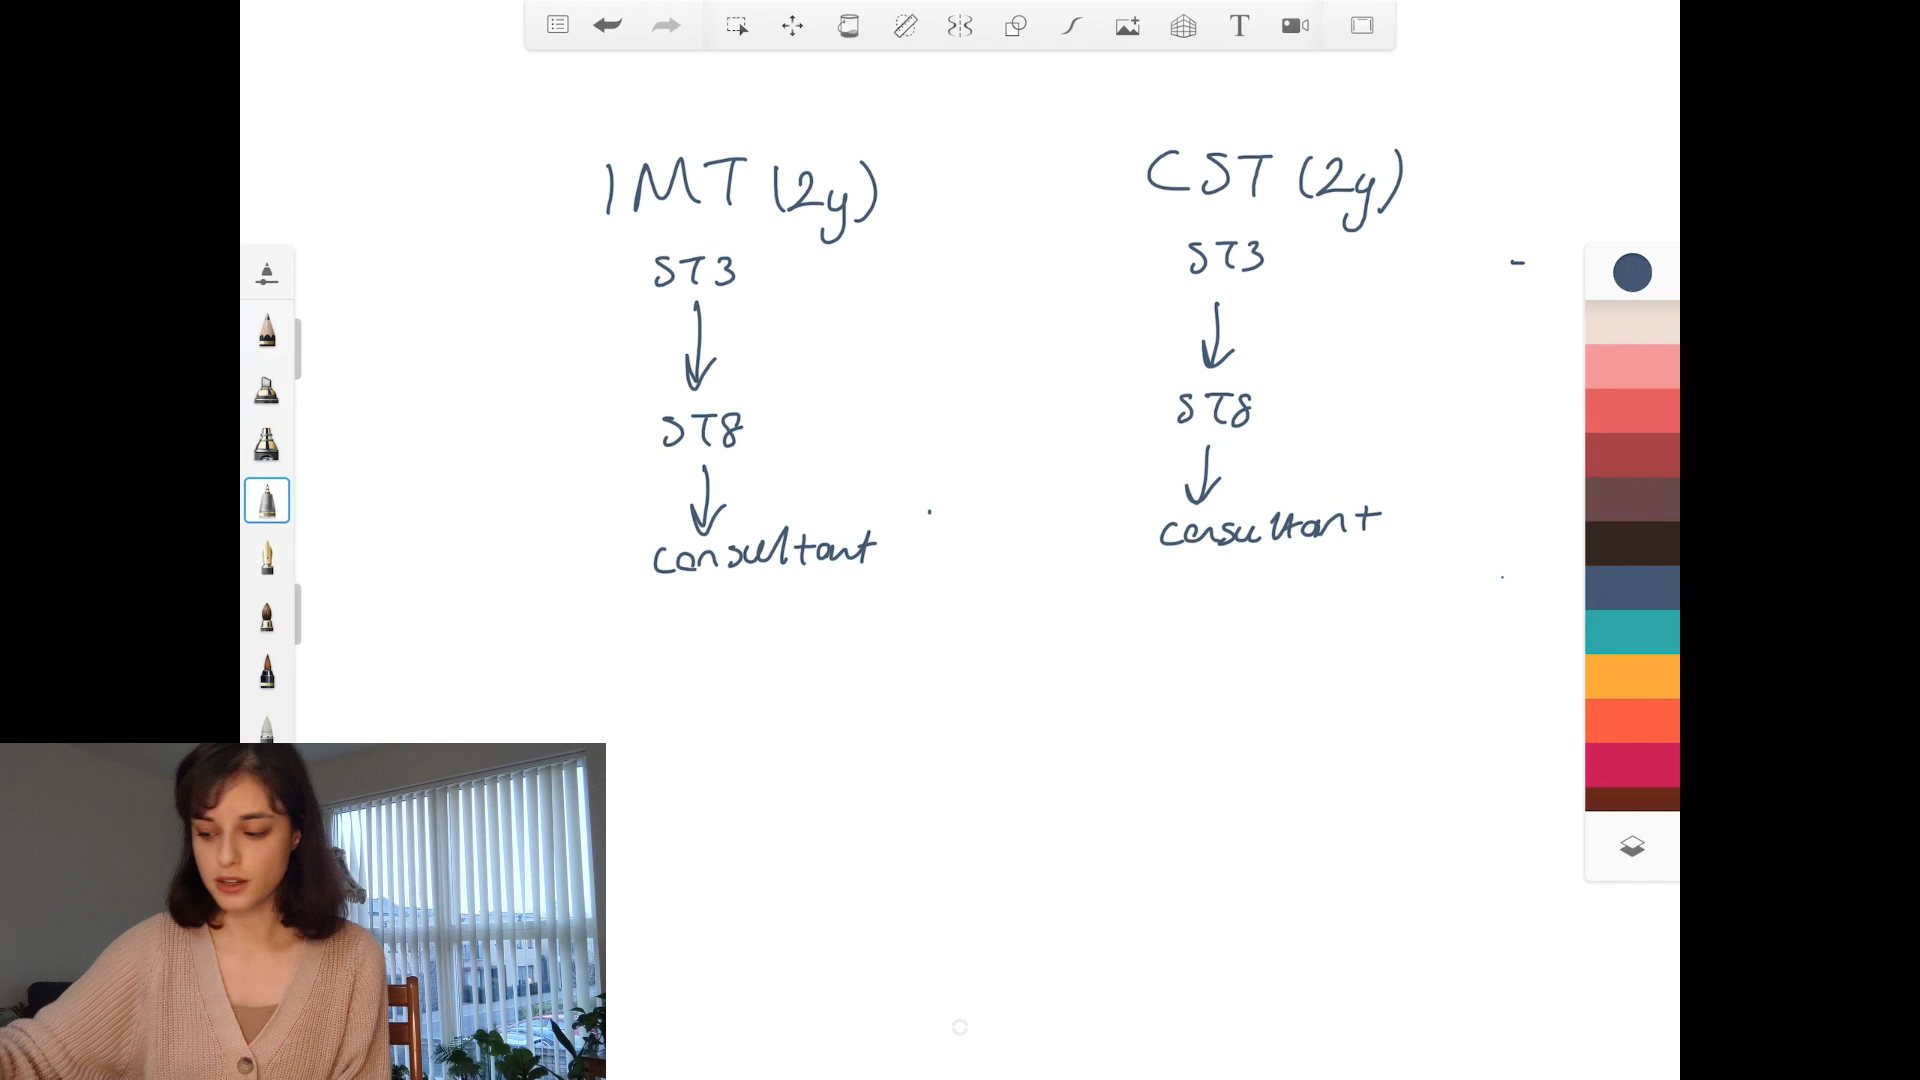 IMT (2y)
ST3
ST8
consultant
CST (2y)
ST3
ST8
consultant